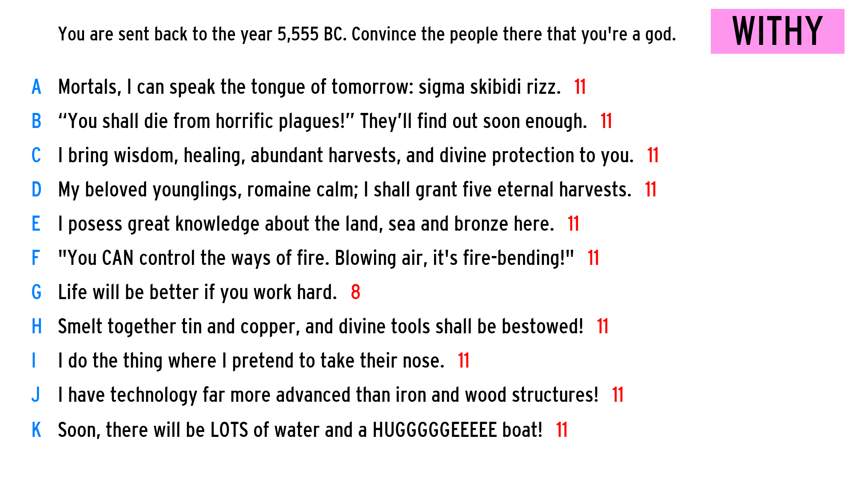 You are sent back to the year 5,555 BC. Convince the people there that you're a god.
WITHY
A Mortals, I can speak the tongue of tomorrow: sigma skibidi rizz. 11
B “You shall die from horrific plagues!” They’ll find out soon enough. 11
C I bring wisdom, healing, abundant harvests, and divine protection to you. 11
D My beloved younglings, romaine calm; I shall grant five eternal harvests. 11
E I posess great knowledge about the land, sea and bronze here. 11
F "You CAN control the ways of fire. Blowing air, it's fire-bending!" 11
G Life will be better if you work hard. 8
H Smelt together tin and copper, and divine tools shall be bestowed! 11
I I do the thing where I pretend to take their nose. 11
J I have technology far more advanced than iron and wood structures! 11
K Soon, there will be LOTS of water and a HUGGGGGEEEEE boat! 11